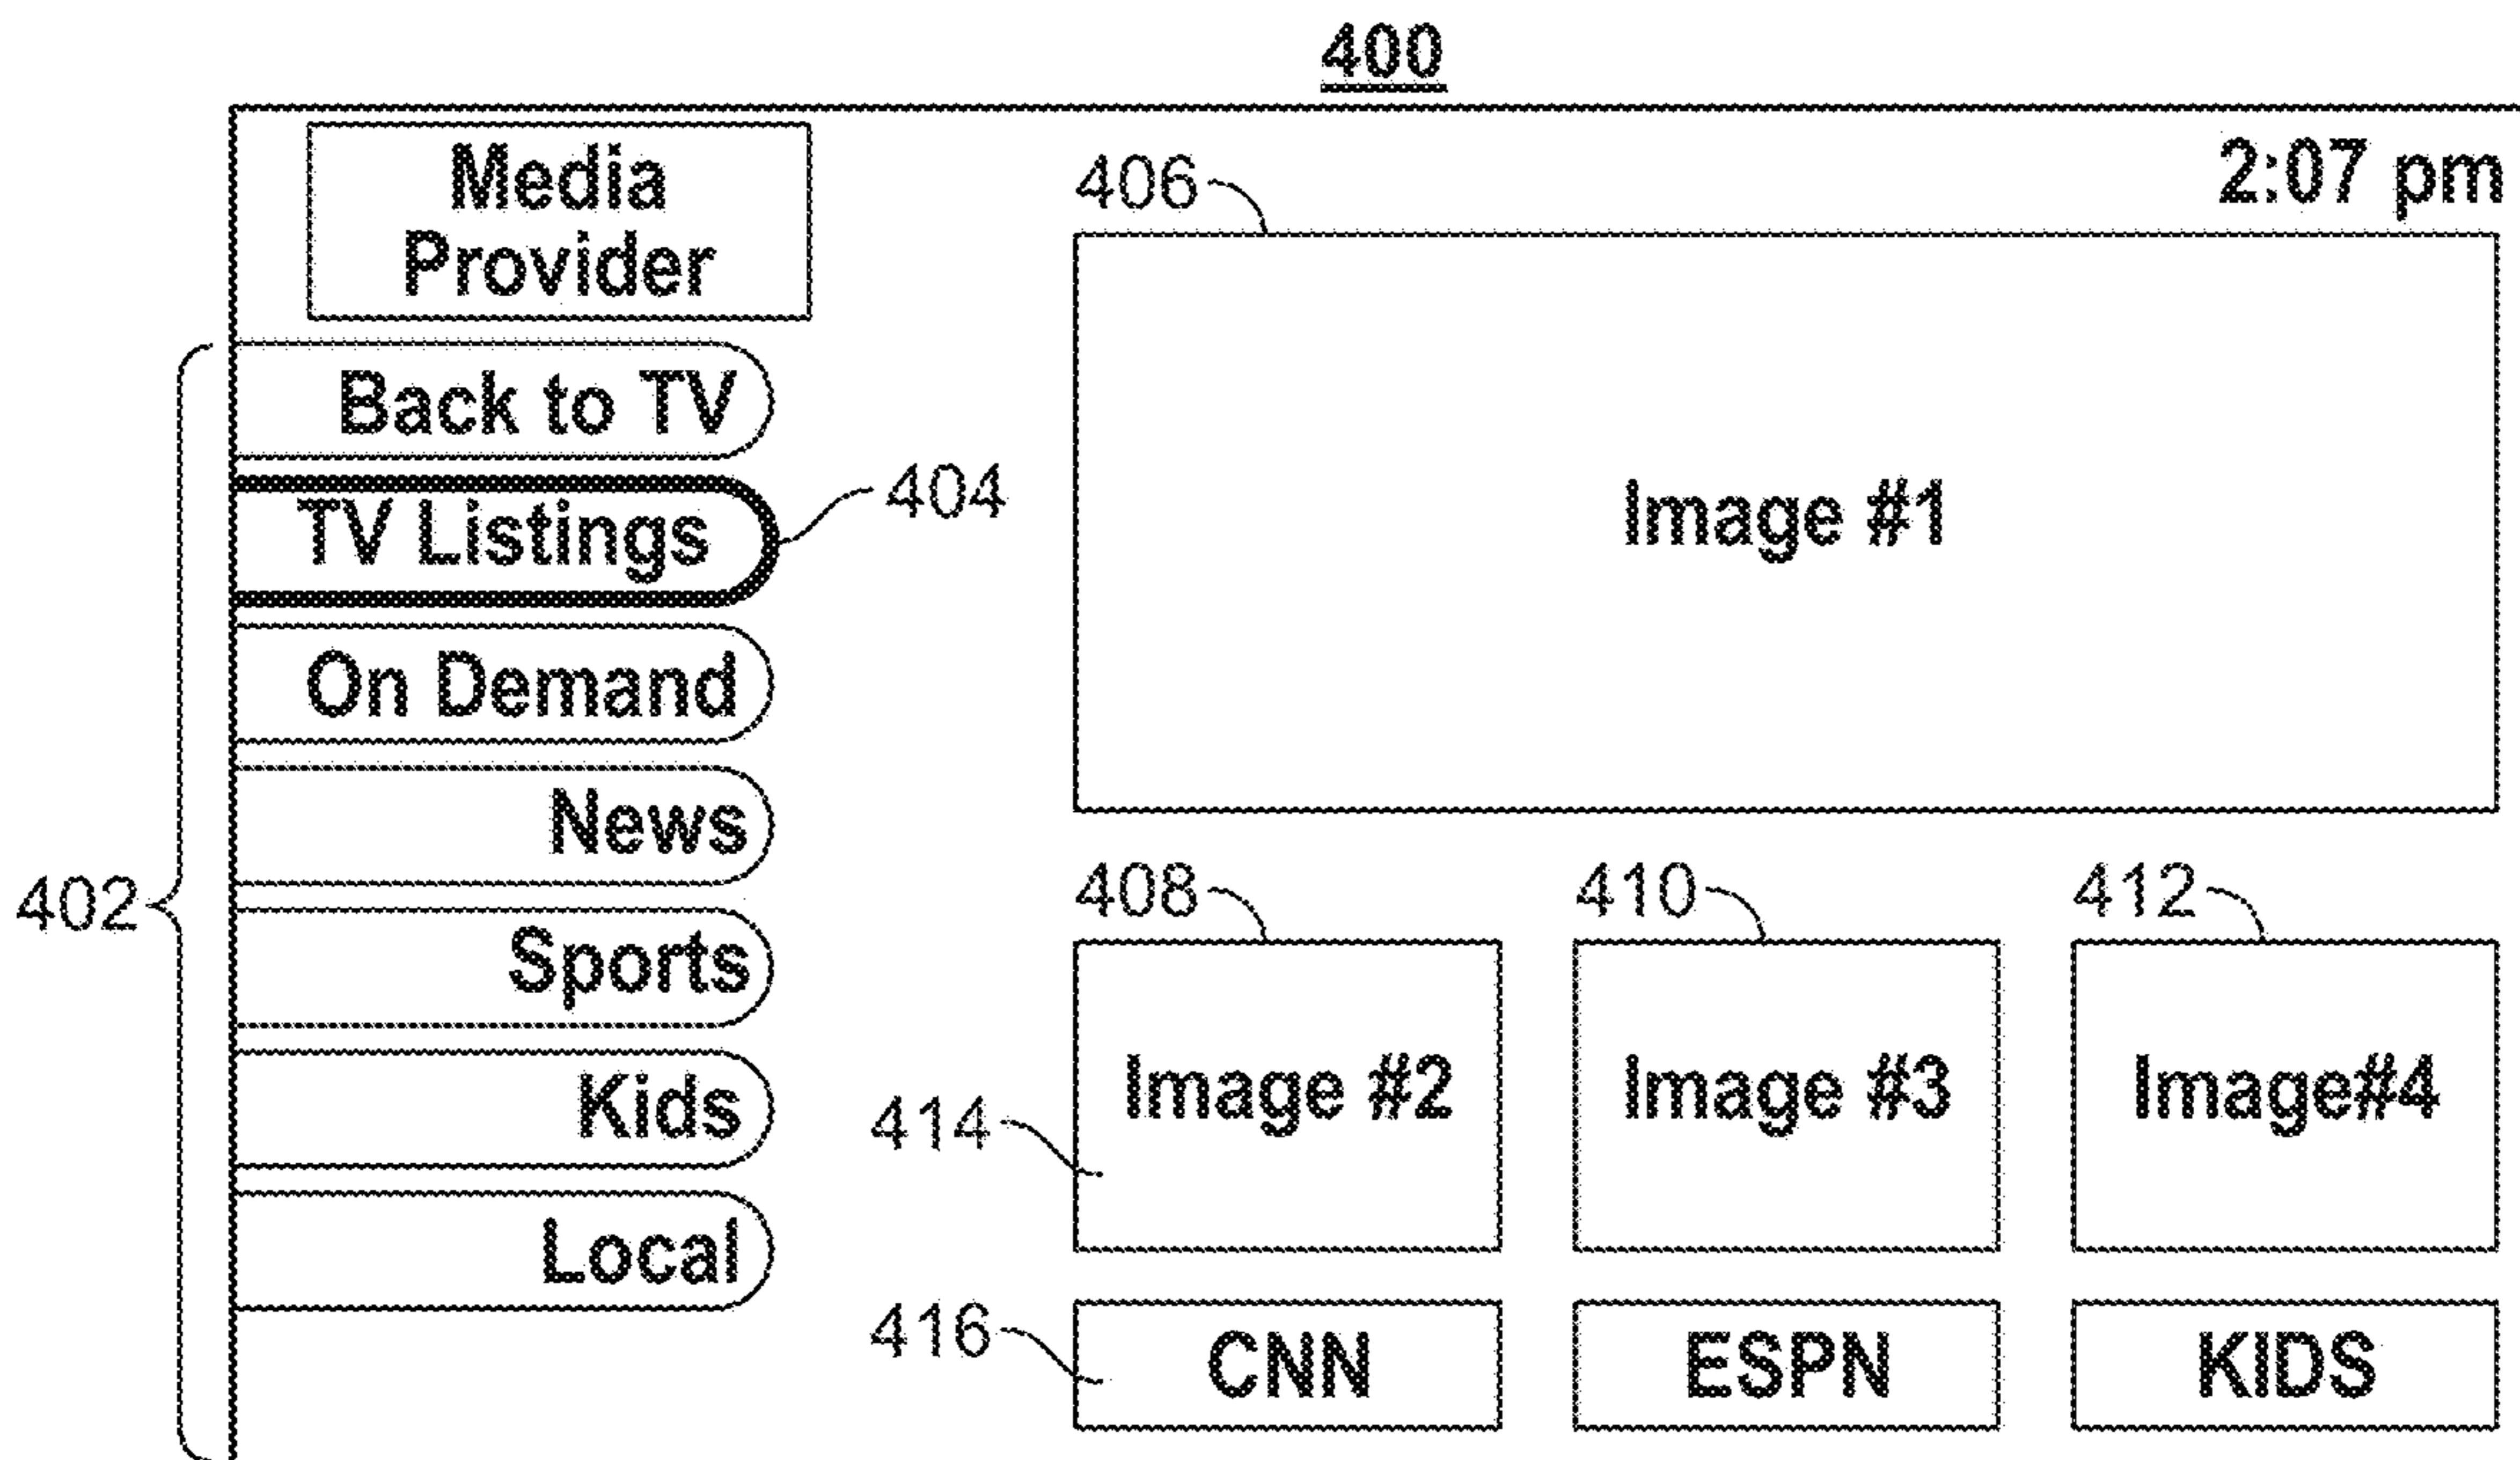 400
Media
Provider
2:07 pm
406
Back to TV
TV Listings
404
Image #1
On Demand
News
402
Sports
Kids
Local
408
410
412
Image #2
Image #3
Image#4
414
416
CNN
ESPN
KIDS